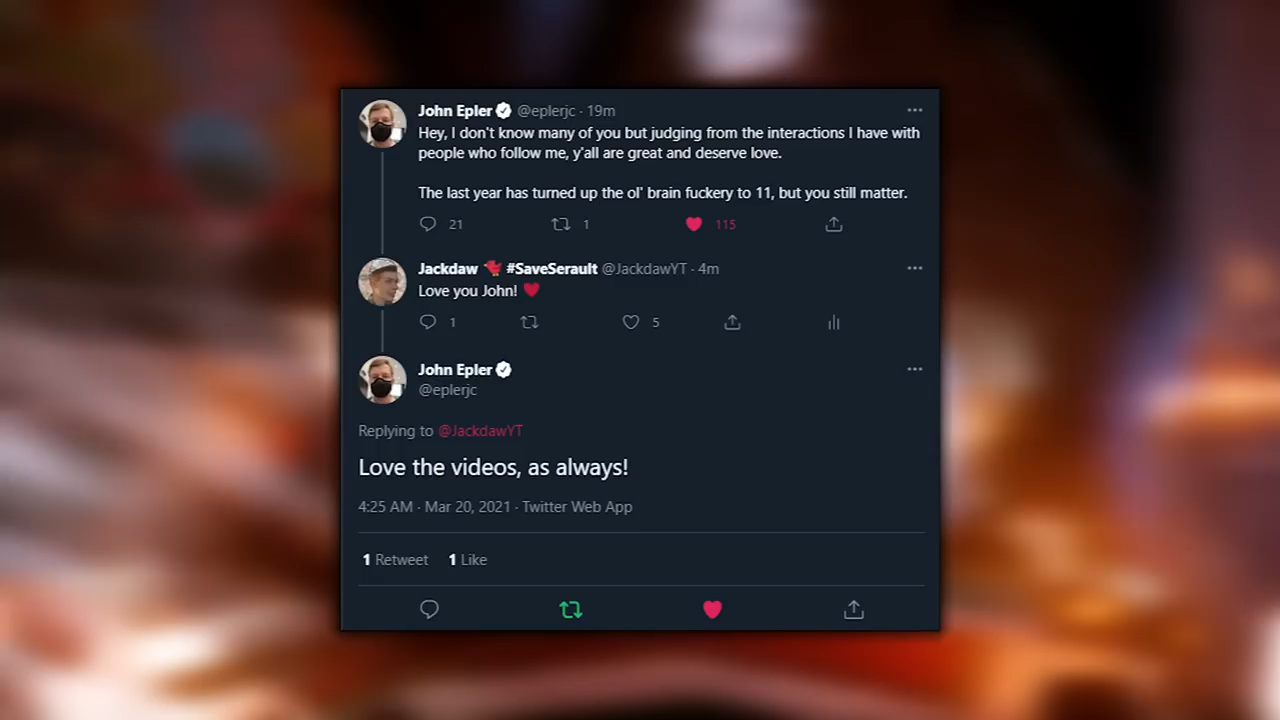 John Epler @eplerjc · 19m
Hey, I don't know many of you but judging from the interactions I have with
people who follow me, y'all are great and deserve love.
The last year has turned up the ol' brain fuckery to 11, but you still matter.
21 1 115
Jackdaw #SaveSerault @JackdawYT · 4m
Love you John! ❤️
1 5
John Epler
@eplerjc
Replying to @JackdawYT
Love the videos, as always!
4:25 AM · Mar 20, 2021 · Twitter Web App
1 Retweet 1 Like